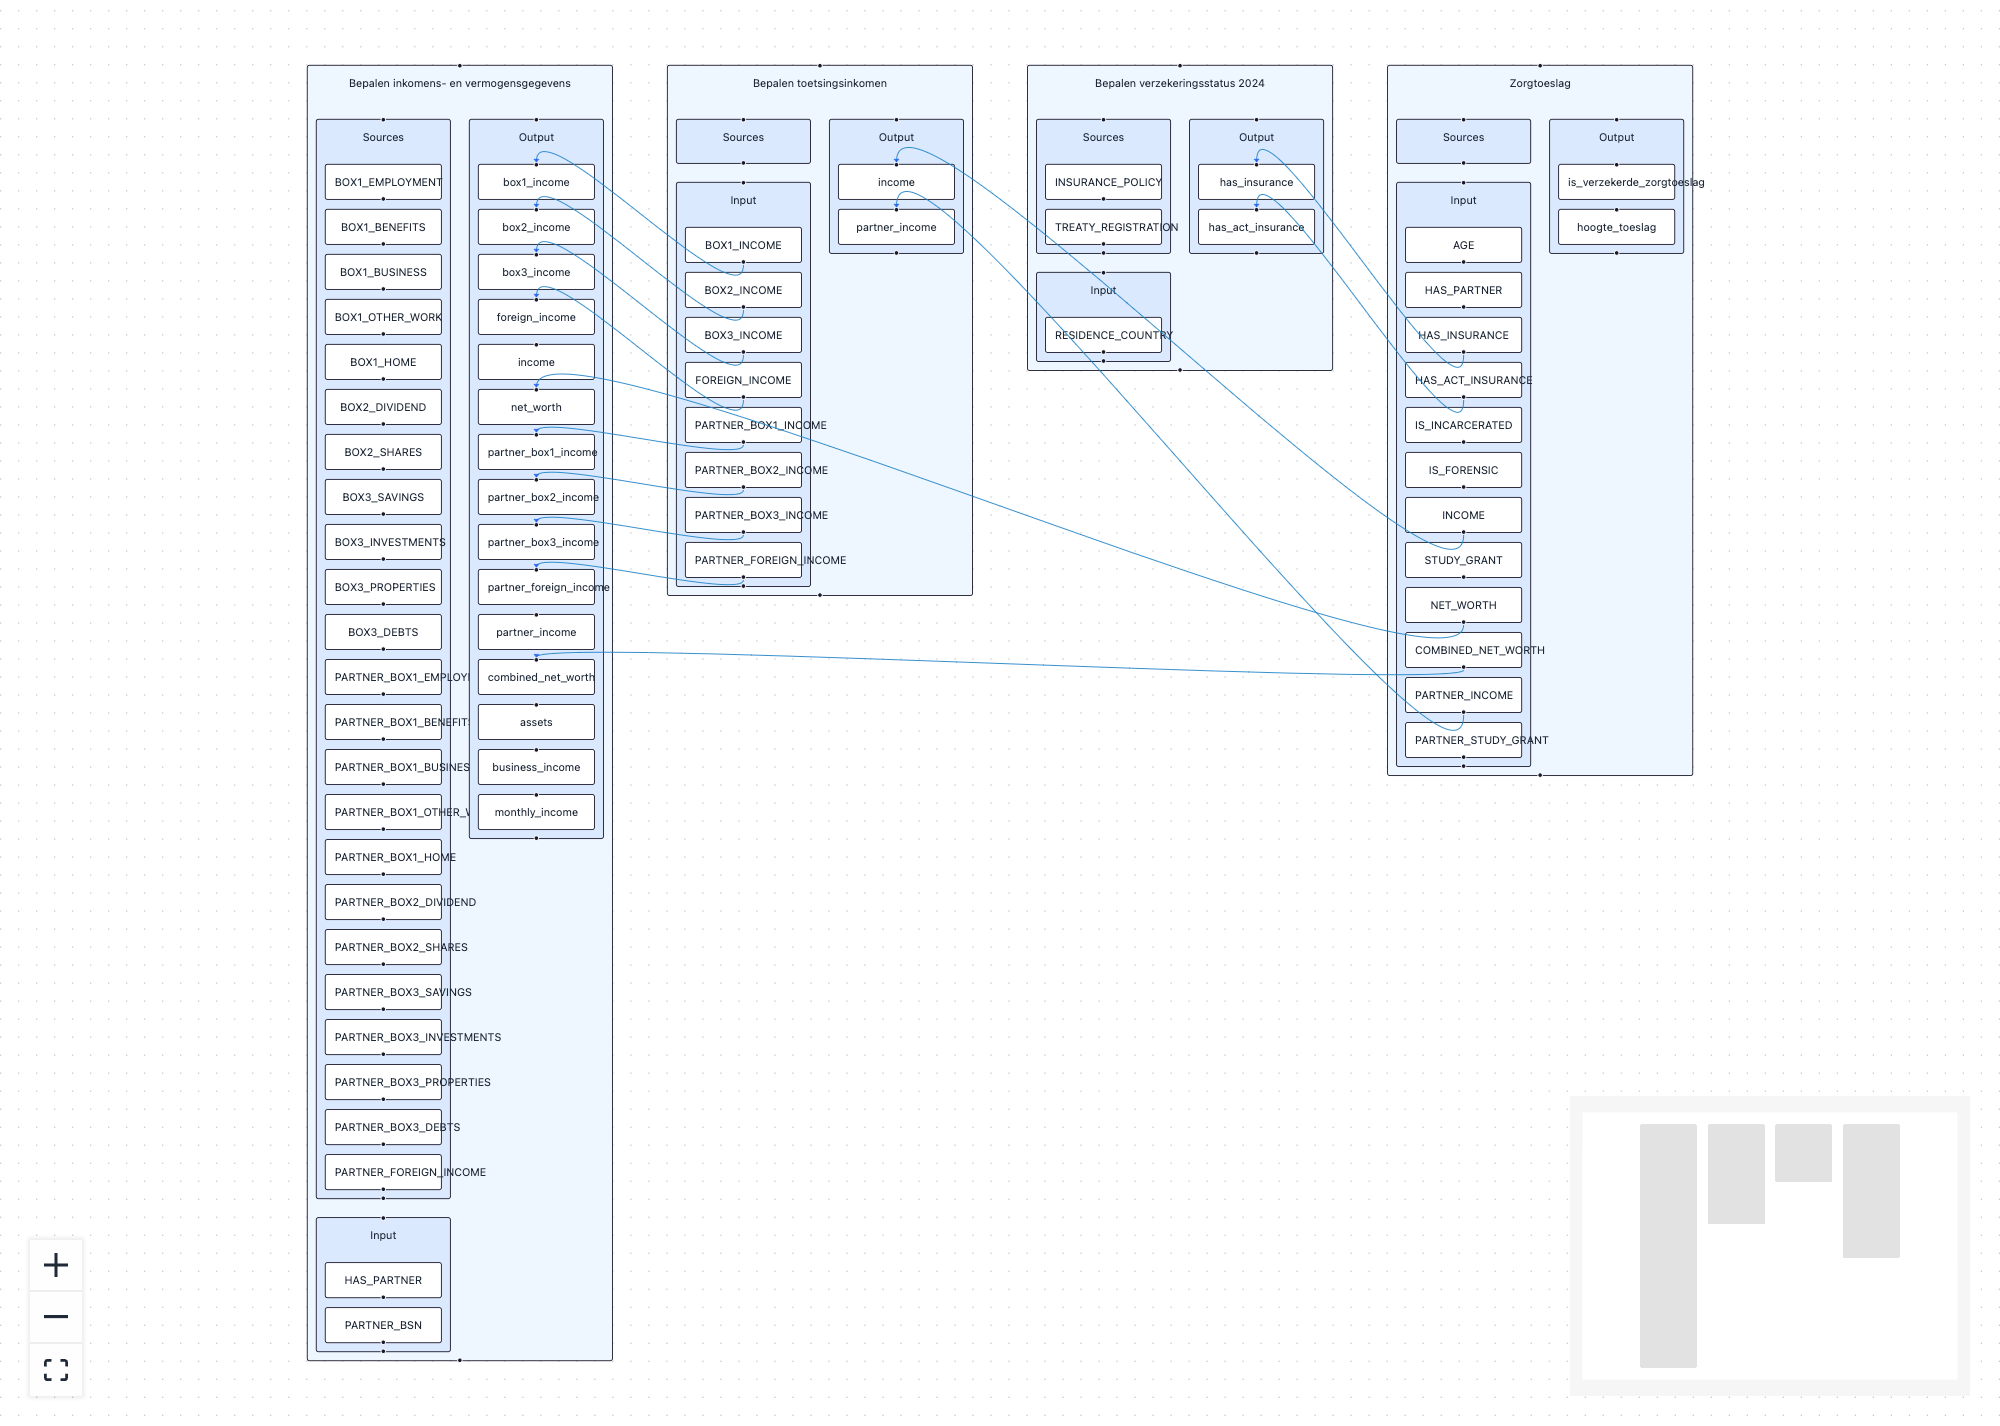 Bepalen inkomens- en vermogensgegevens
Sources
BOX1_EMPLOYMENT
BOX1_BENEFITS
BOX1_BUSINESS
BOX1_OTHER_WORK
BOX1_HOME
BOX2_DIVIDEND
BOX2_SHARES
BOX3_SAVINGS
BOX3_INVESTMENTS
BOX3_PROPERTIES
BOX3_DEBTS
PARTNER_BOX1_EMPLOY
PARTNER_BOX1_BENEFITS
PARTNER_BOX1_BUSINES
PARTNER_BOX1_OTHER_
PARTNER_BOX1_HOME
PARTNER_BOX2_DIVIDEND
PARTNER_BOX2_SHARES
PARTNER_BOX3_SAVINGS
PARTNER_BOX3_INVESTMENTS
PARTNER_BOX3_PROPERTIES
PARTNER_BOX3_DEBTS
PARTNER_FOREIGN_INCOME
Input
HAS_PARTNER
PARTNER_BSN
Output
box1_income
box2_income
box3_income
foreign_income
income
net_worth
partner_box1_income
partner_box2_income
partner_box3_income
partner_foreign_income
partner_income
combined_net_worth
assets
business_income
monthly_income
Bepalen toetsingsinkomen
Sources
Input
BOX1_INCOME
BOX2_INCOME
BOX3_INCOME
FOREIGN_INCOME
PARTNER_BOX1_INCOME
PARTNER_BOX2_INCOME
PARTNER_BOX3_INCOME
PARTNER_FOREIGN_INCOME
Output
income
partner_income
Bepalen verzekeringsstatus 2024
Sources
INSURANCE_POLICY
TREATY_REGISTRATION
Input
RESIDENCE_COUNTRY
Output
has_insurance
has_act_insurance
Zorgtoeslag
Sources
Input
AGE
HAS_PARTNER
HAS_INSURANCE
HAS_ACT_INSURANCE
IS_INCARCERATED
IS_FORENSIC
INCOME
STUDY_GRANT
NET_WORTH
COMBINED_NET_WORTH
PARTNER_INCOME
PARTNER_STUDY_GRANT
Output
is_verzekerde_zorgtoeslag
hoogte_toeslag